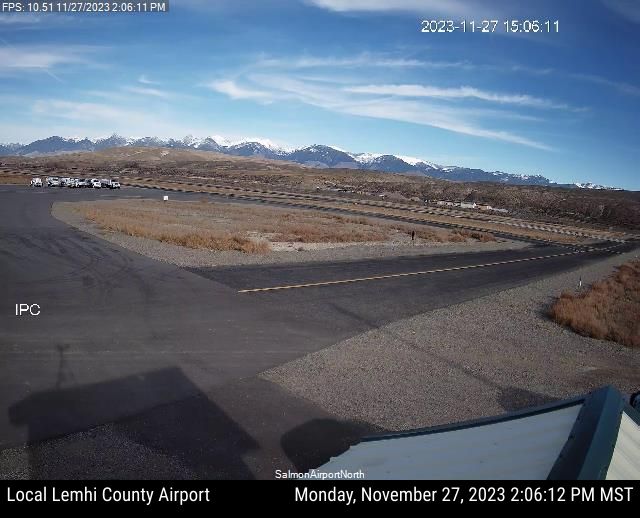 FPS: 10.51 11/27/2023 2:06:11 PM
2023-11-27 15:06:11
IPC
SalmonAirportNorth
Local Lemhi County Airport
Monday, November 27, 2023 2:06:12 PM MST